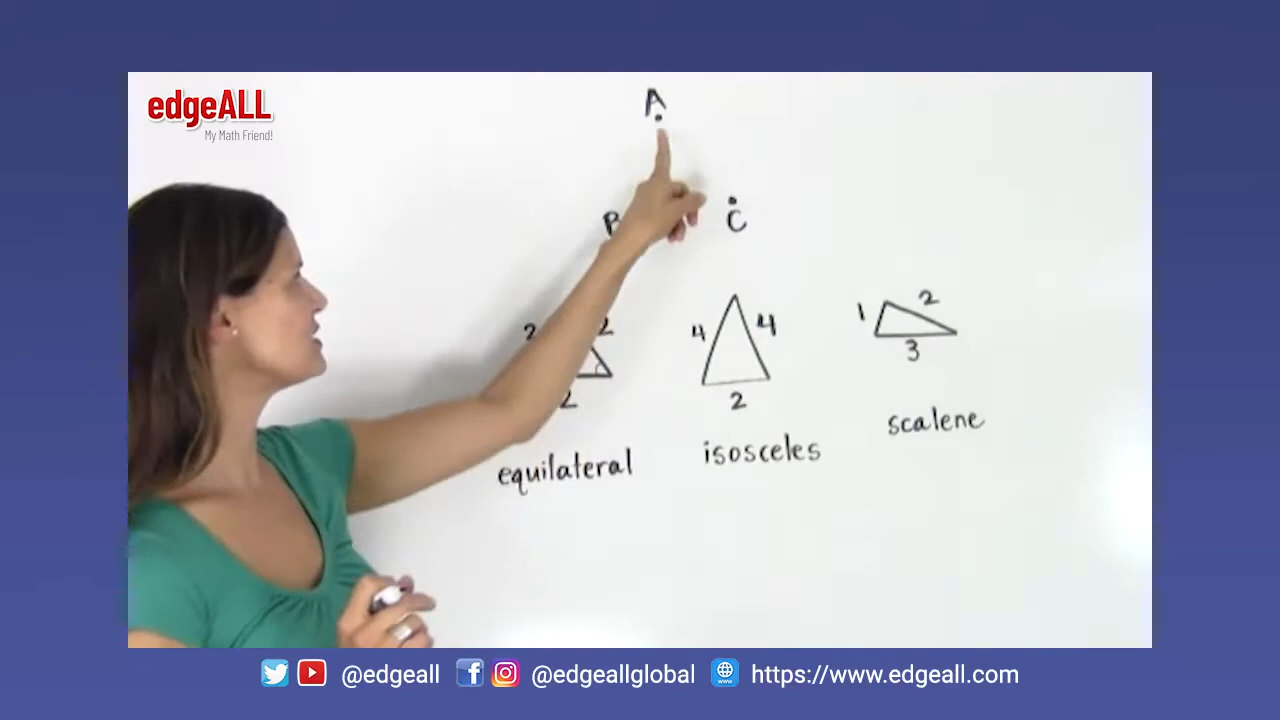 edgeALL
My Math Friend!
A
B
C
2 2
2
4 4
2
1 2
3
equilateral
isosceles
scalene
@edgeall @edgeallglobal https://www.edgeall.com